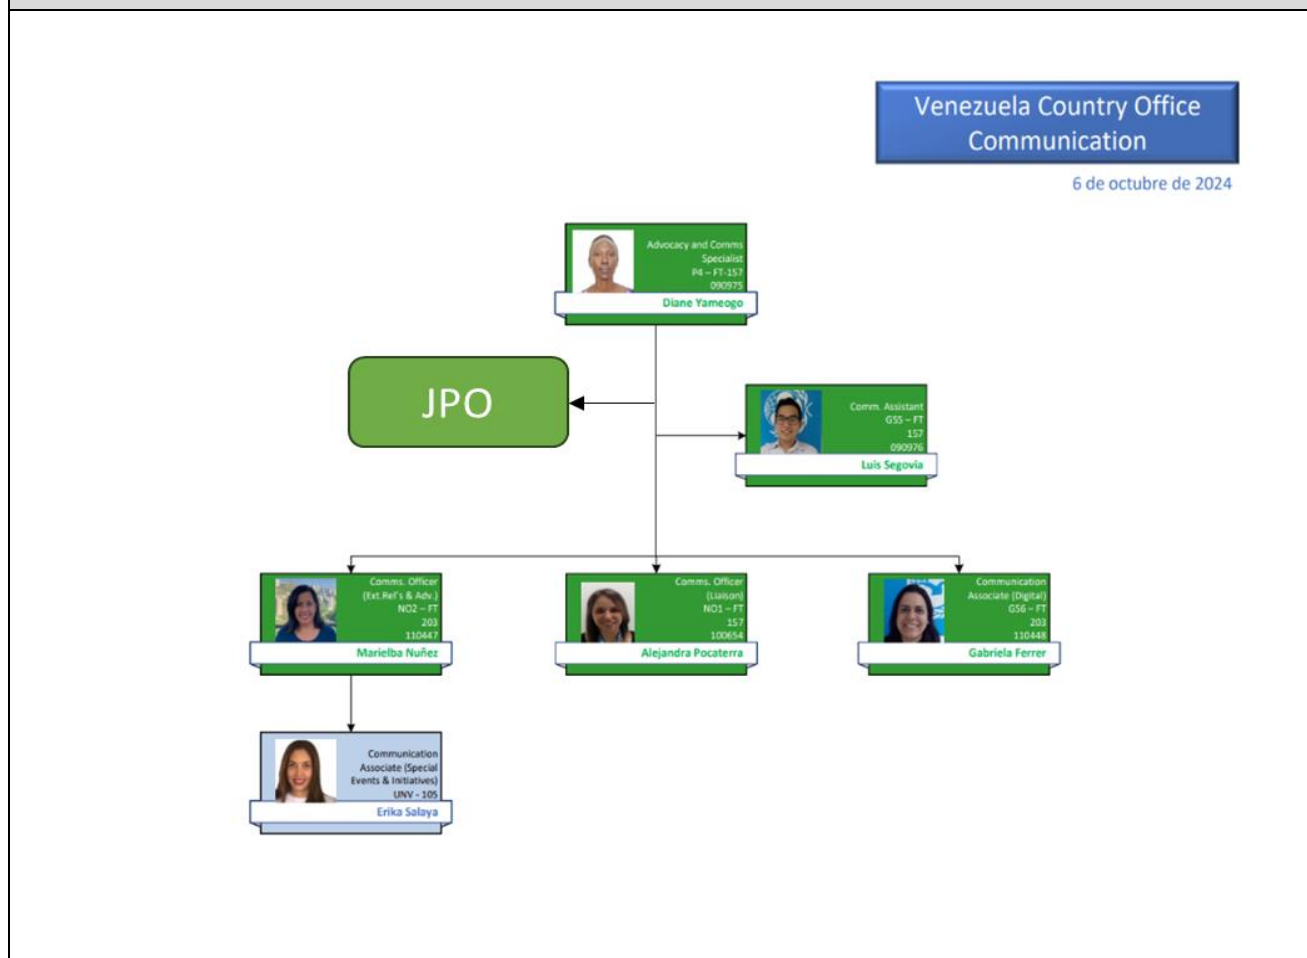 Venezuela Country Office
Communication
6 de octubre de 2024
Advocacy and Comms
Specialist
P4 – FT-157
090975
Diane Yameogo
JPO
Comm. Assistant
GS5 – FT
157
090976
Luis Segovia
Comms. Officer
(Ext.Rel's & Adv.)
NO2 – FT
203
110447
Marielba Nuñez
Comms. Officer
(Liaison)
NO1 – FT
157
100654
Alejandra Pocaterra
Communication
Associate (Digital)
GS6 – FT
203
110448
Gabriela Ferrer
Communication
Associate (Special
Events & Initiatives)
UNV - 105
Erika Salaya